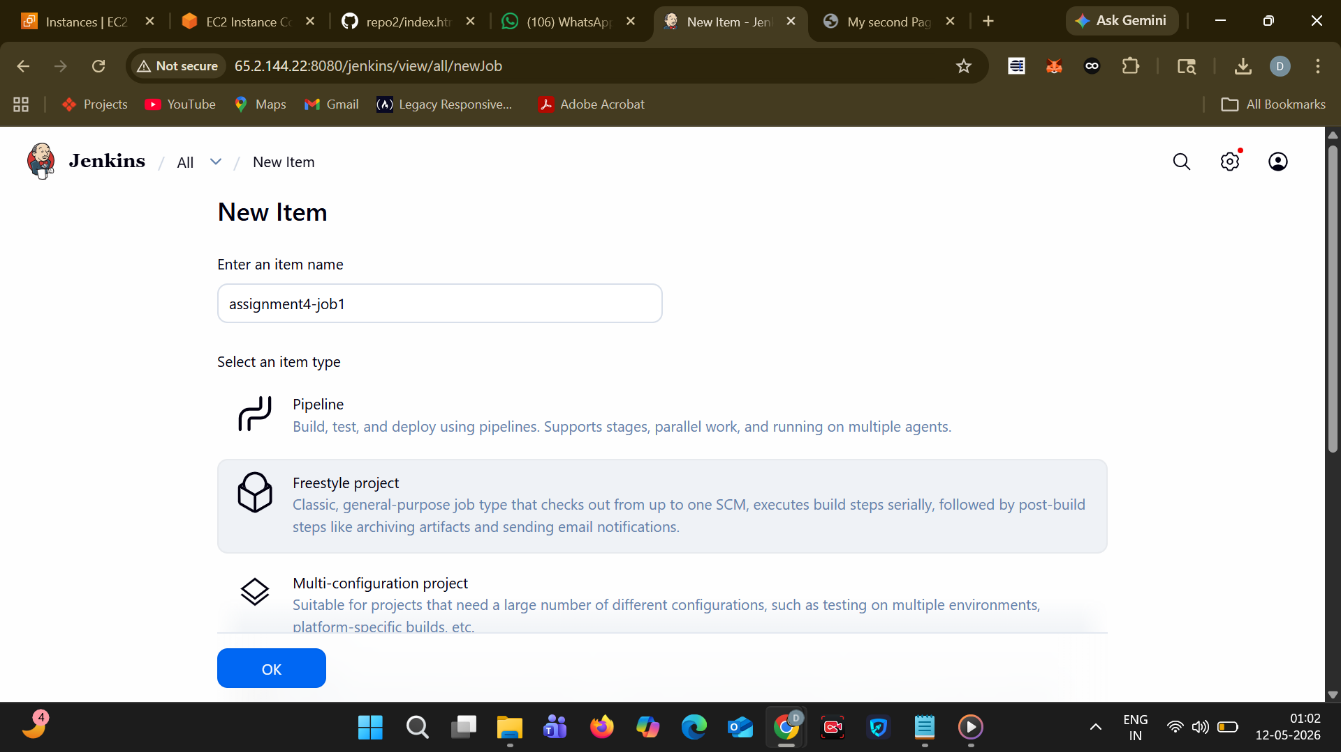 Instances | EC2
EC2 Instance Co
repo2/index.htm
(106) WhatsApp
New Item - Jenk
My second Pag
Ask Gemini
Not secure
65.2.144.22:8080/jenkins/view/all/newJob
D
Projects
YouTube
Maps
Gmail
Legacy Responsive...
Adobe Acrobat
All Bookmarks
Jenkins / All / New Item
New Item
Enter an item name
assignment4-job1
Select an item type
Pipeline
Build, test, and deploy using pipelines. Supports stages, parallel work, and running on multiple agents.
Freestyle project
Classic, general-purpose job type that checks out from up to one SCM, executes build steps serially, followed by post-build
steps like archiving artifacts and sending email notifications.
Multi-configuration project
Suitable for projects that need a large number of different configurations, such as testing on multiple environments,
platform-specific builds, etc.
OK
4
D
ENG
IN
01:02
12-05-2026